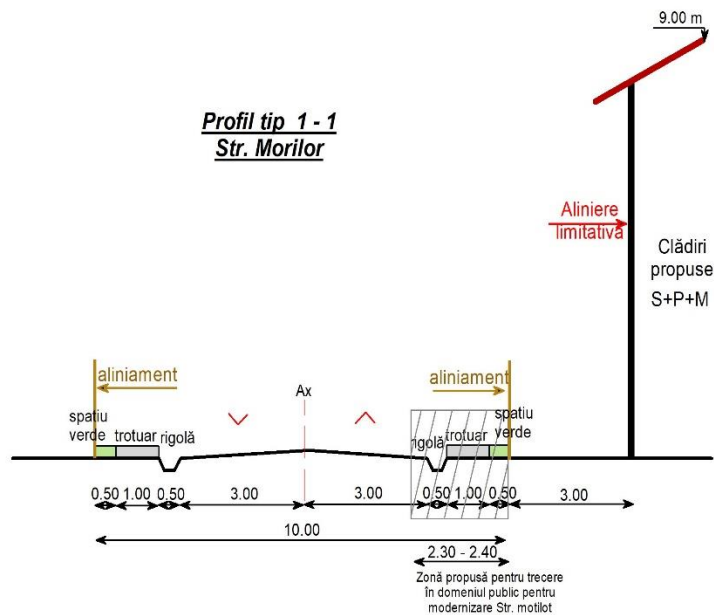 9.00 m
Profil tip 1 - 1
Str. Morilor
Aliniere
limitativă
Clădiri
propuse
S+P+M
aliniament
aliniament
Ax
spatiu
verde
trotuar
rigolă
rigolă
trotuar
spatiu
verde
0.50 1.00 0.50 3.00 3.00 0.50 1.00 0.50 3.00
10.00
2.30 - 2.40
Zonă propusă pentru trecere
în domeniul public pentru
modernizare Str. motilot